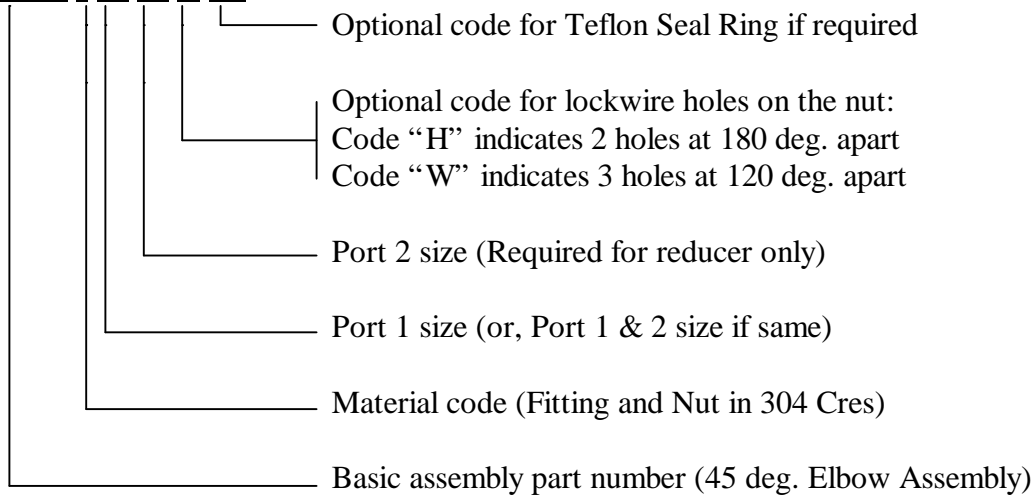 Optional code for Teflon Seal Ring if required
Optional code for lockwire holes on the nut:
Code “H” indicates 2 holes at 180 deg. apart
Code “W” indicates 3 holes at 120 deg. apart
Port 2 size (Required for reducer only)
Port 1 size (or, Port 1 & 2 size if same)
Material code (Fitting and Nut in 304 Cres)
Basic assembly part number (45 deg. Elbow Assembly)